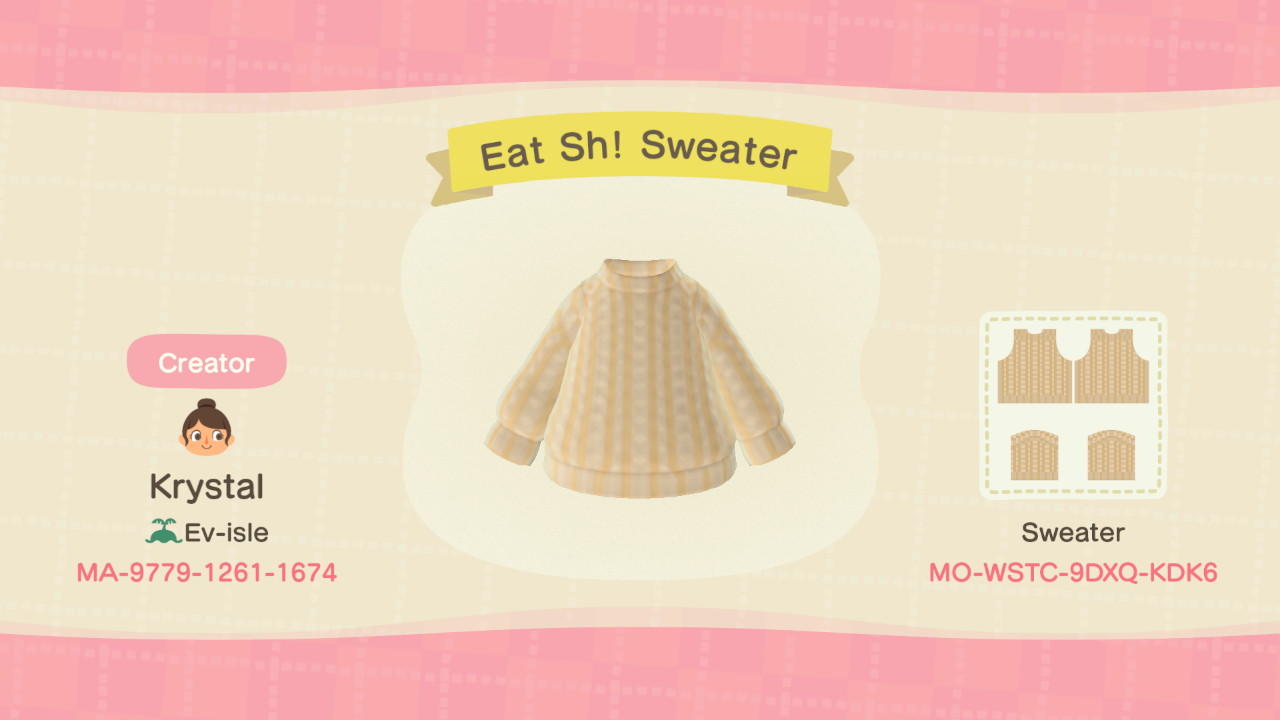 Eat Sh! Sweater
Creator
Krystal
Ev-isle
MA-9779-1261-1674
Sweater
MO-WSTC-9DXQ-KDK6